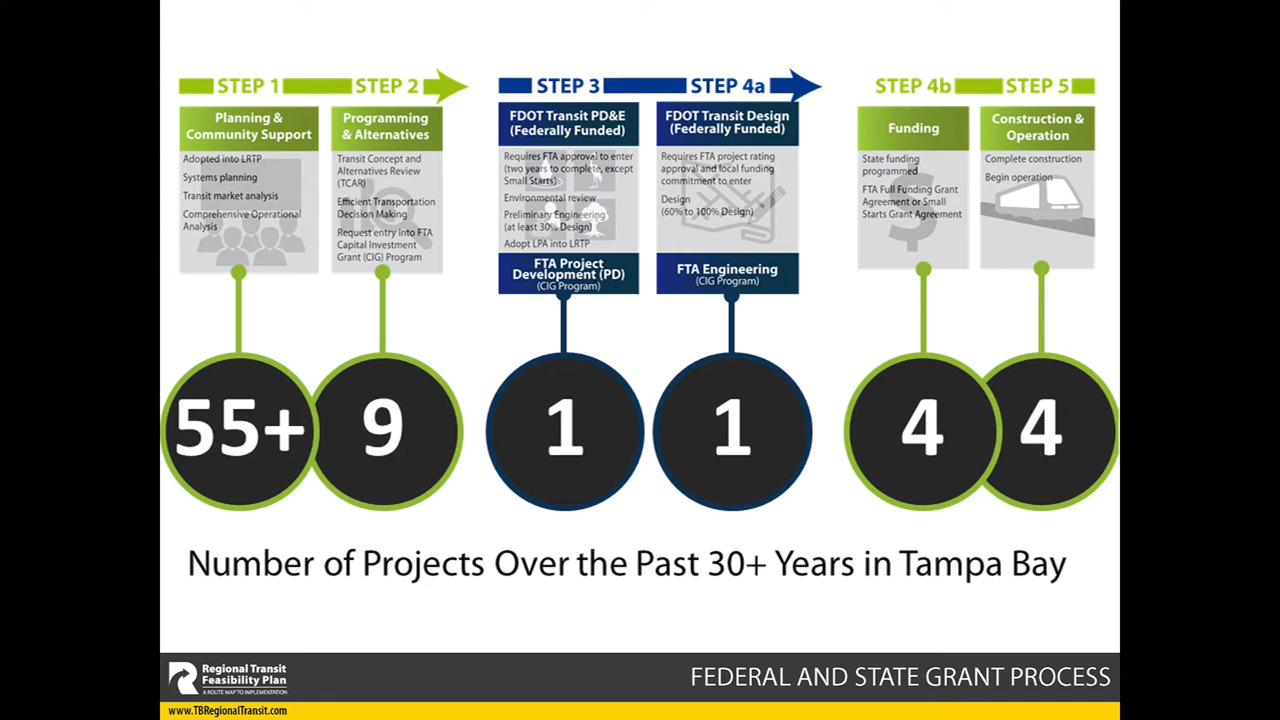 STEP 1
Planning &
Community Support
Adopted into LRTP
Systems planning
Transit market analysis
Comprehensive Operational
Analysis
STEP 2
Programming
& Alternatives
Transit Concept and
Alternatives Review
(TCAR)
Efficient Transportation
Decision Making
Request entry into FTA
Capital Investment
Grant (CIG) Program
STEP 3
FDOT Transit PD&E
(Federally Funded)
Requires FTA approval to enter
(two years to complete, except
Small Starts)
Environmental review
Preliminary Engineering
(at least 30% Design)
Adopt LPA into LRTP
FTA Project
Development (PD)
(CIG Program)
STEP 4a
FDOT Transit Design
(Federally Funded)
Requires FTA project rating
approval and local funding
commitment to enter
Design
(60% to 100% Design)
FTA Engineering
(CIG Program)
STEP 4b
Funding
State funding
programmed
FTA Full Funding Grant
Agreement or Small
Starts Grant Agreement
STEP 5
Construction &
Operation
Complete construction
Begin operation
55+
9
1
1
4
4
Number of Projects Over the Past 30+ Years in Tampa Bay
Regional Transit
Feasibility Plan
A ROUTE MAP TO IMPLEMENTATION
FEDERAL AND STATE GRANT PROCESS
www.TBRegionalTransit.com